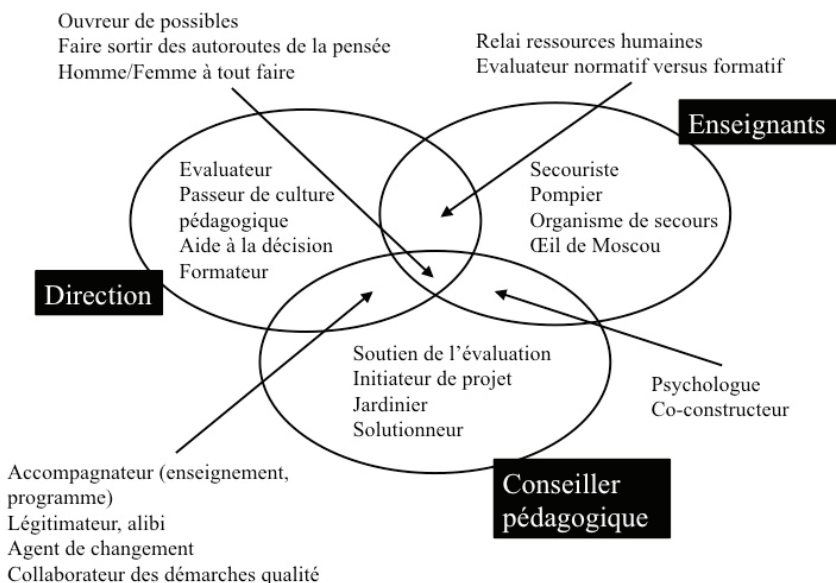 Ouvreur de possibles
Faire sortir des autoroutes de la pensée
Homme/Femme à tout faire
Relai ressources humaines
Evaluateur normatif versus formatif
Enseignants
Evaluateur
Passeur de culture
pédagogique
Aide à la décision
Formateur
Secouriste
Pompier
Organisme de secours
Œil de Moscou
Direction
Soutien de l’évaluation
Initiateur de projet
Jardinier
Solutionneur
Psychologue
Co-constructeur
Accompagnateur (enseignement,
programme)
Légitimateur, alibi
Agent de changement
Collaborateur des démarches qualité
Conseiller
pédagogique